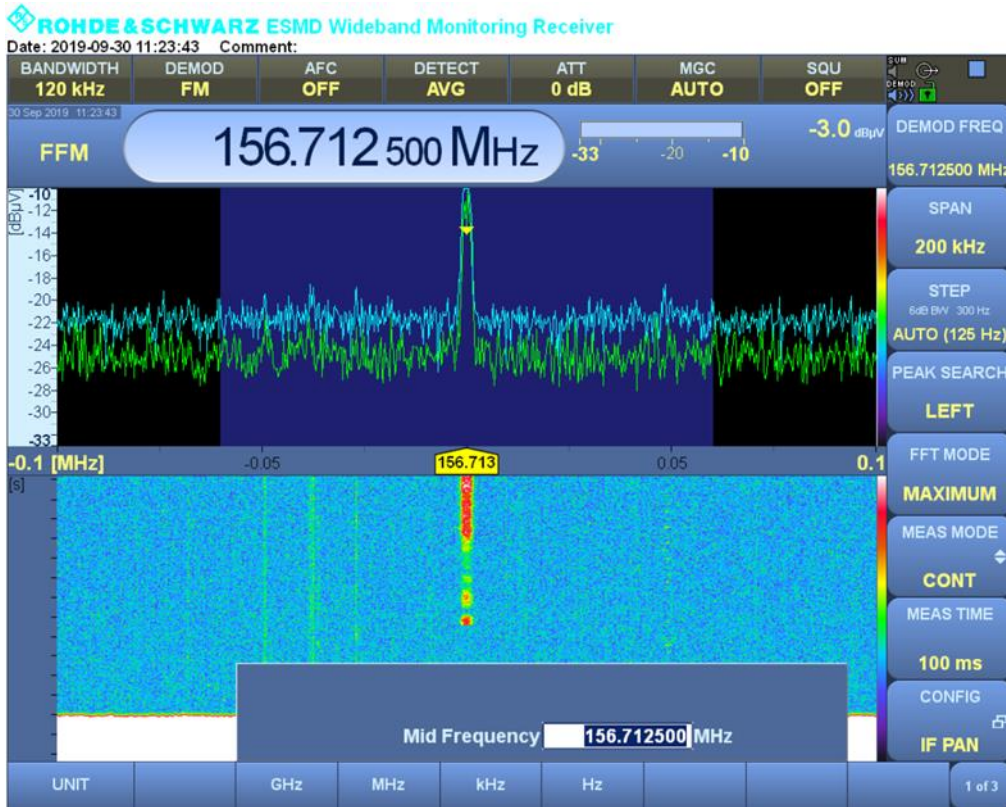 ROHDE & SCHWARZ ESMD Wideband Monitoring Receiver
Date: 2019-09-30 11:23:43 Comment:
BANDWIDTH DEMOD AFC DETECT ATT MGC SQU
120 kHz FM OFF AVG 0 dB AUTO OFF
SUM
DEMOD
30 Sep 2019 11:23:43
FFM 156.712 500 MHz -33 -20 -10 -3.0 dBµV
DEMOD FREQ
156.712500 MHz
SPAN
200 kHz
STEP
6dB BW 300 Hz
AUTO (125 Hz)
PEAK SEARCH
LEFT
FFT MODE
MAXIMUM
MEAS MODE
CONT
MEAS TIME
100 ms
CONFIG
IF PAN
[dBµV]
-10
-12
-14
-16
-18
-20
-22
-24
-26
-28
-30
-33
-0.1 [MHz] -0.05 156.713 0.05 0.1
[s]
Mid Frequency 156.712500 MHz
UNIT GHz MHz kHz Hz 1 of 3